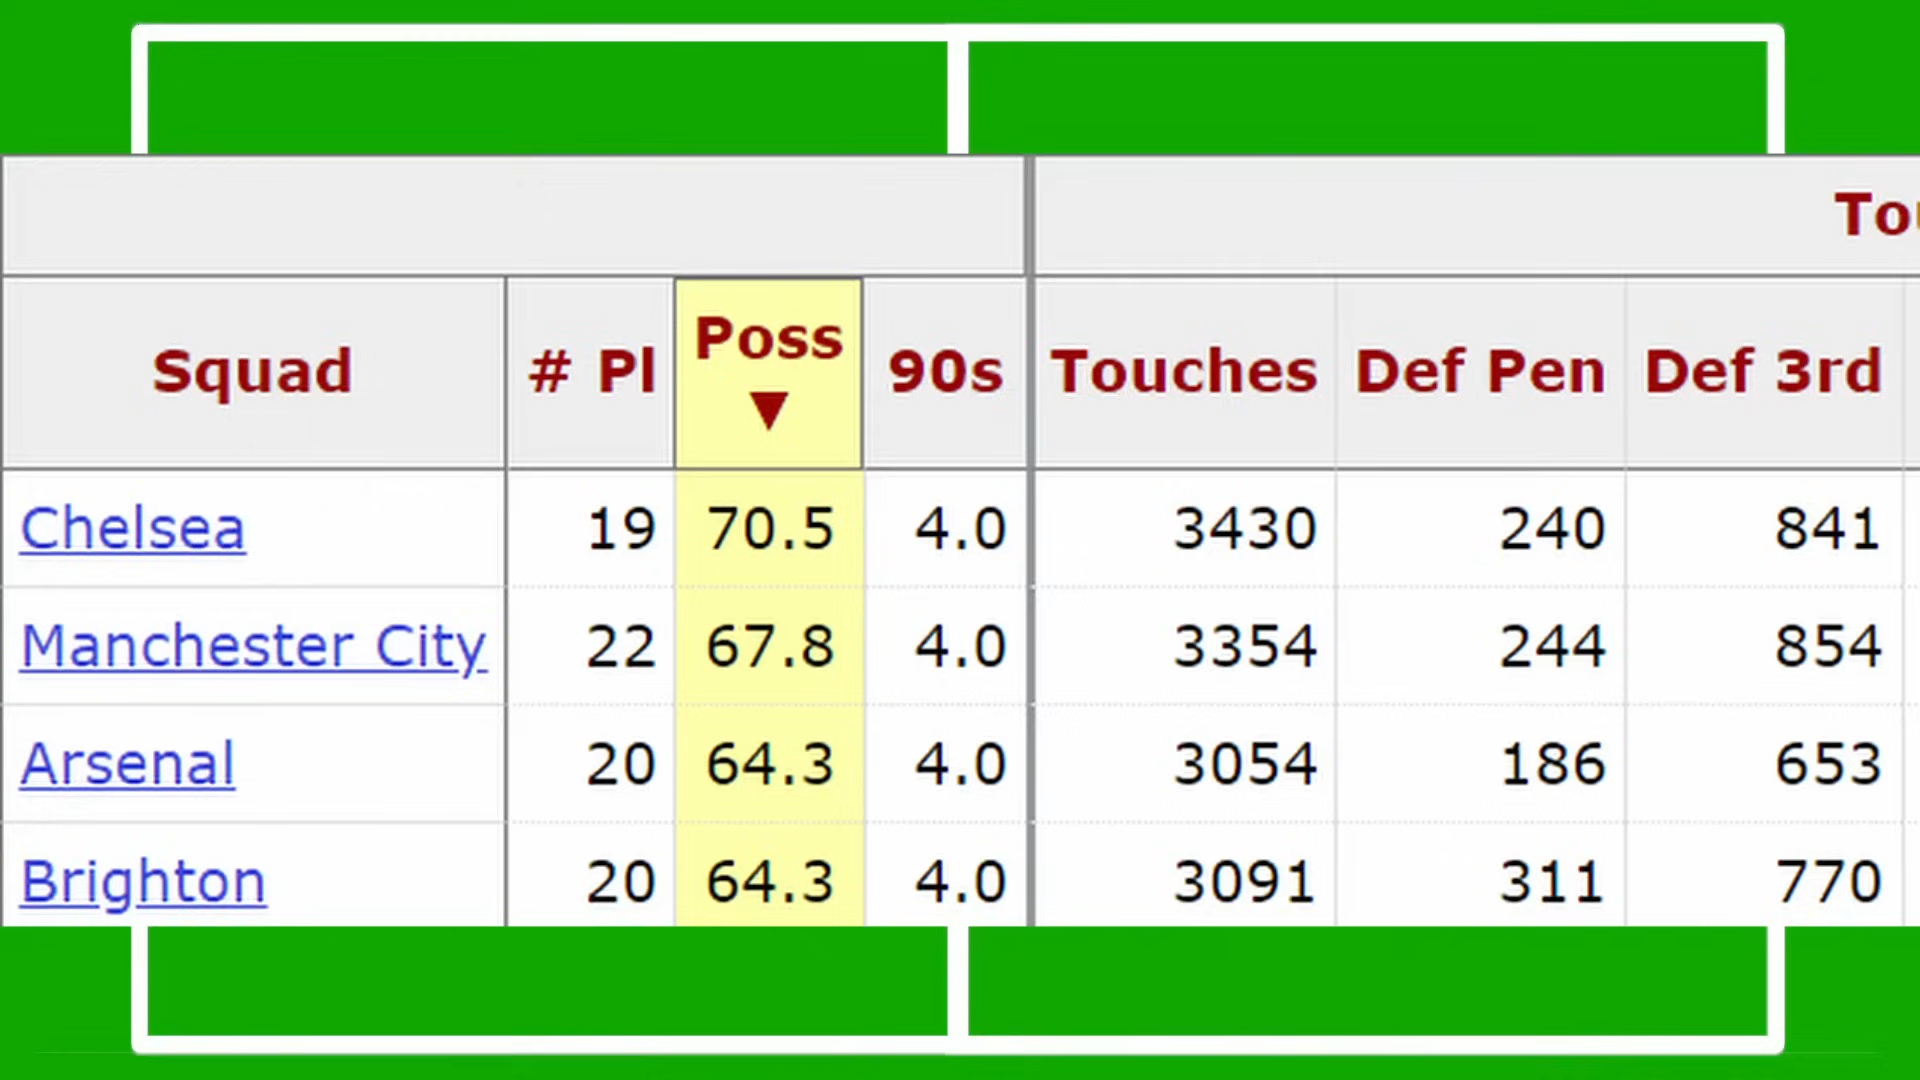 Tou
Squad # Pl Poss ▼ 90s Touches Def Pen Def 3rd
Chelsea 19 70.5 4.0 3430 240 841
Manchester City 22 67.8 4.0 3354 244 854
Arsenal 20 64.3 4.0 3054 186 653
Brighton 20 64.3 4.0 3091 311 770